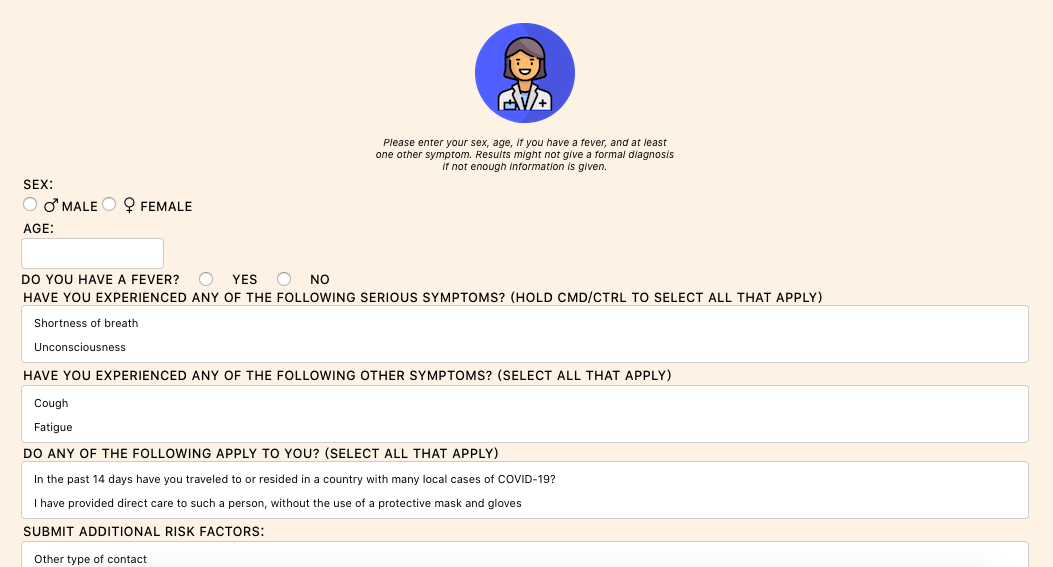 Please enter your sex, age, if you have a fever, and at least
one other symptom. Results might not give a formal diagnosis
if not enough information is given.
SEX:
♂ MALE ♀ FEMALE
AGE:
DO YOU HAVE A FEVER? YES NO
HAVE YOU EXPERIENCED ANY OF THE FOLLOWING SERIOUS SYMPTOMS? (HOLD CMD/CTRL TO SELECT ALL THAT APPLY)
Shortness of breath
Unconsciousness
HAVE YOU EXPERIENCED ANY OF THE FOLLOWING OTHER SYMPTOMS? (SELECT ALL THAT APPLY)
Cough
Fatigue
DO ANY OF THE FOLLOWING APPLY TO YOU? (SELECT ALL THAT APPLY)
In the past 14 days have you traveled to or resided in a country with many local cases of COVID-19?
I have provided direct care to such a person, without the use of a protective mask and gloves
SUBMIT ADDITIONAL RISK FACTORS:
Other type of contact